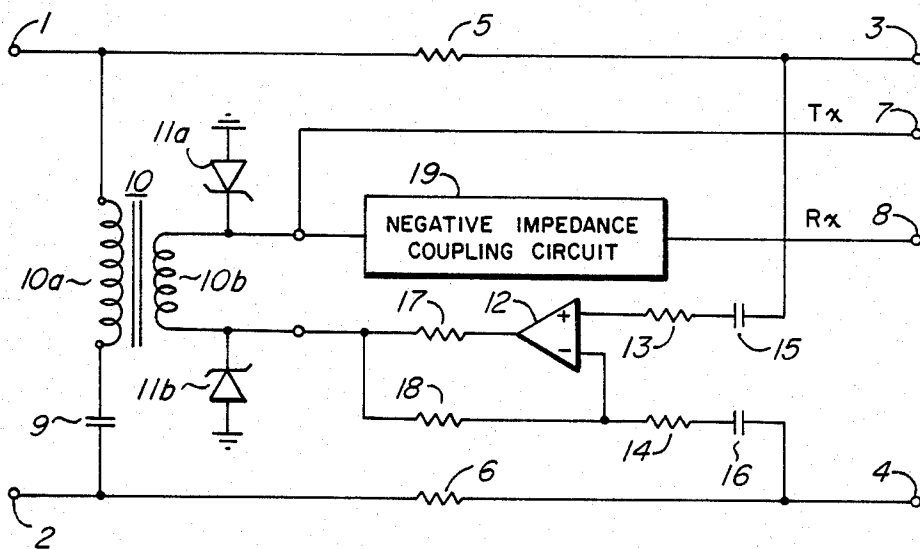 1
5
3
11a
Tx
7
10
19
NEGATIVE IMPEDANCE
COUPLING CIRCUIT
Rx
8
10a
10b
17
12
+
−
13
15
11b
18
9
14
16
6
4
2